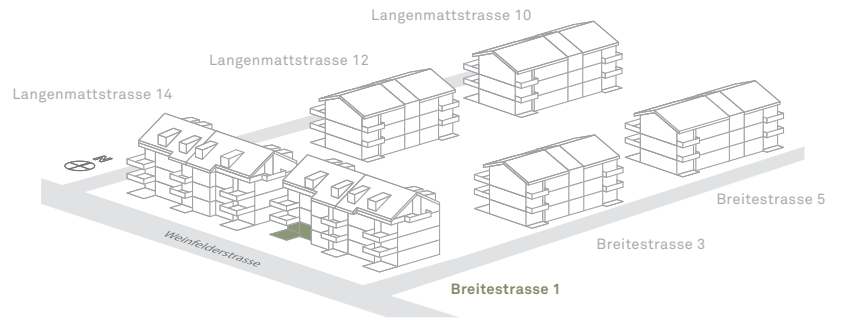 Langenmattstrasse 10
Langenmattstrasse 12
Langenmattstrasse 14
N
Breitestrasse 5
Weinfelderstrasse
Breitestrasse 3
Breitestrasse 1